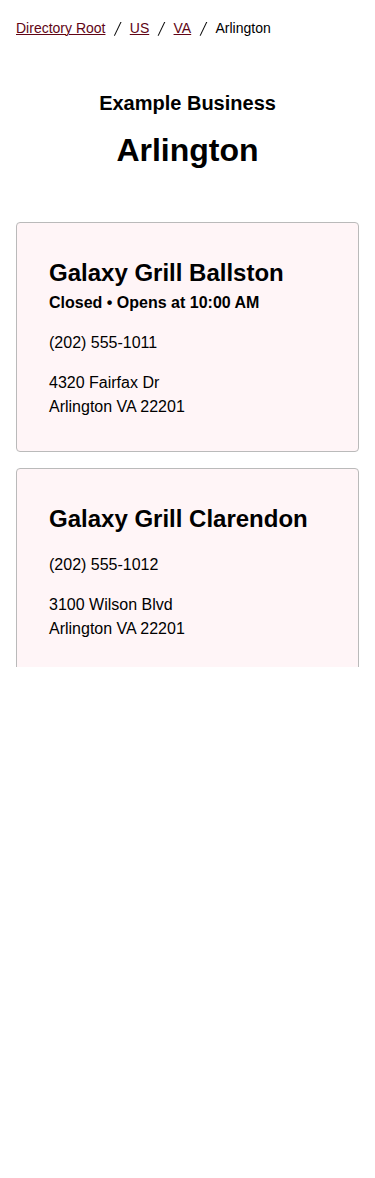 Directory Root / US / VA / Arlington
Example Business
Arlington
Galaxy Grill Ballston
Closed • Opens at 10:00 AM
(202) 555-1011
4320 Fairfax Dr
Arlington VA 22201
Galaxy Grill Clarendon
(202) 555-1012
3100 Wilson Blvd
Arlington VA 22201